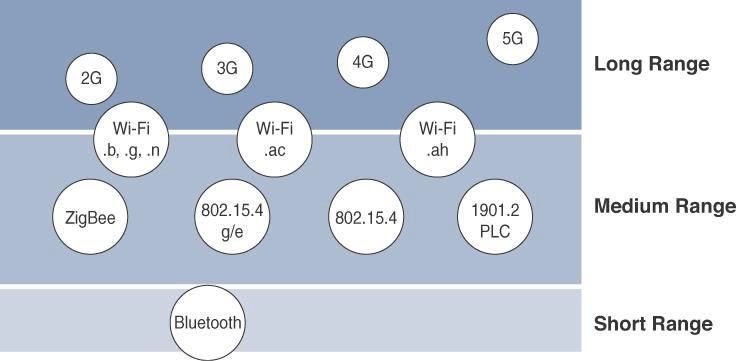 5G
4G
3G
2G
Long Range
Wi-Fi
.b, .g, .n
Wi-Fi
.ac
Wi-Fi
.ah
ZigBee
802.15.4
g/e
802.15.4
1901.2
PLC
Medium Range
Bluetooth
Short Range